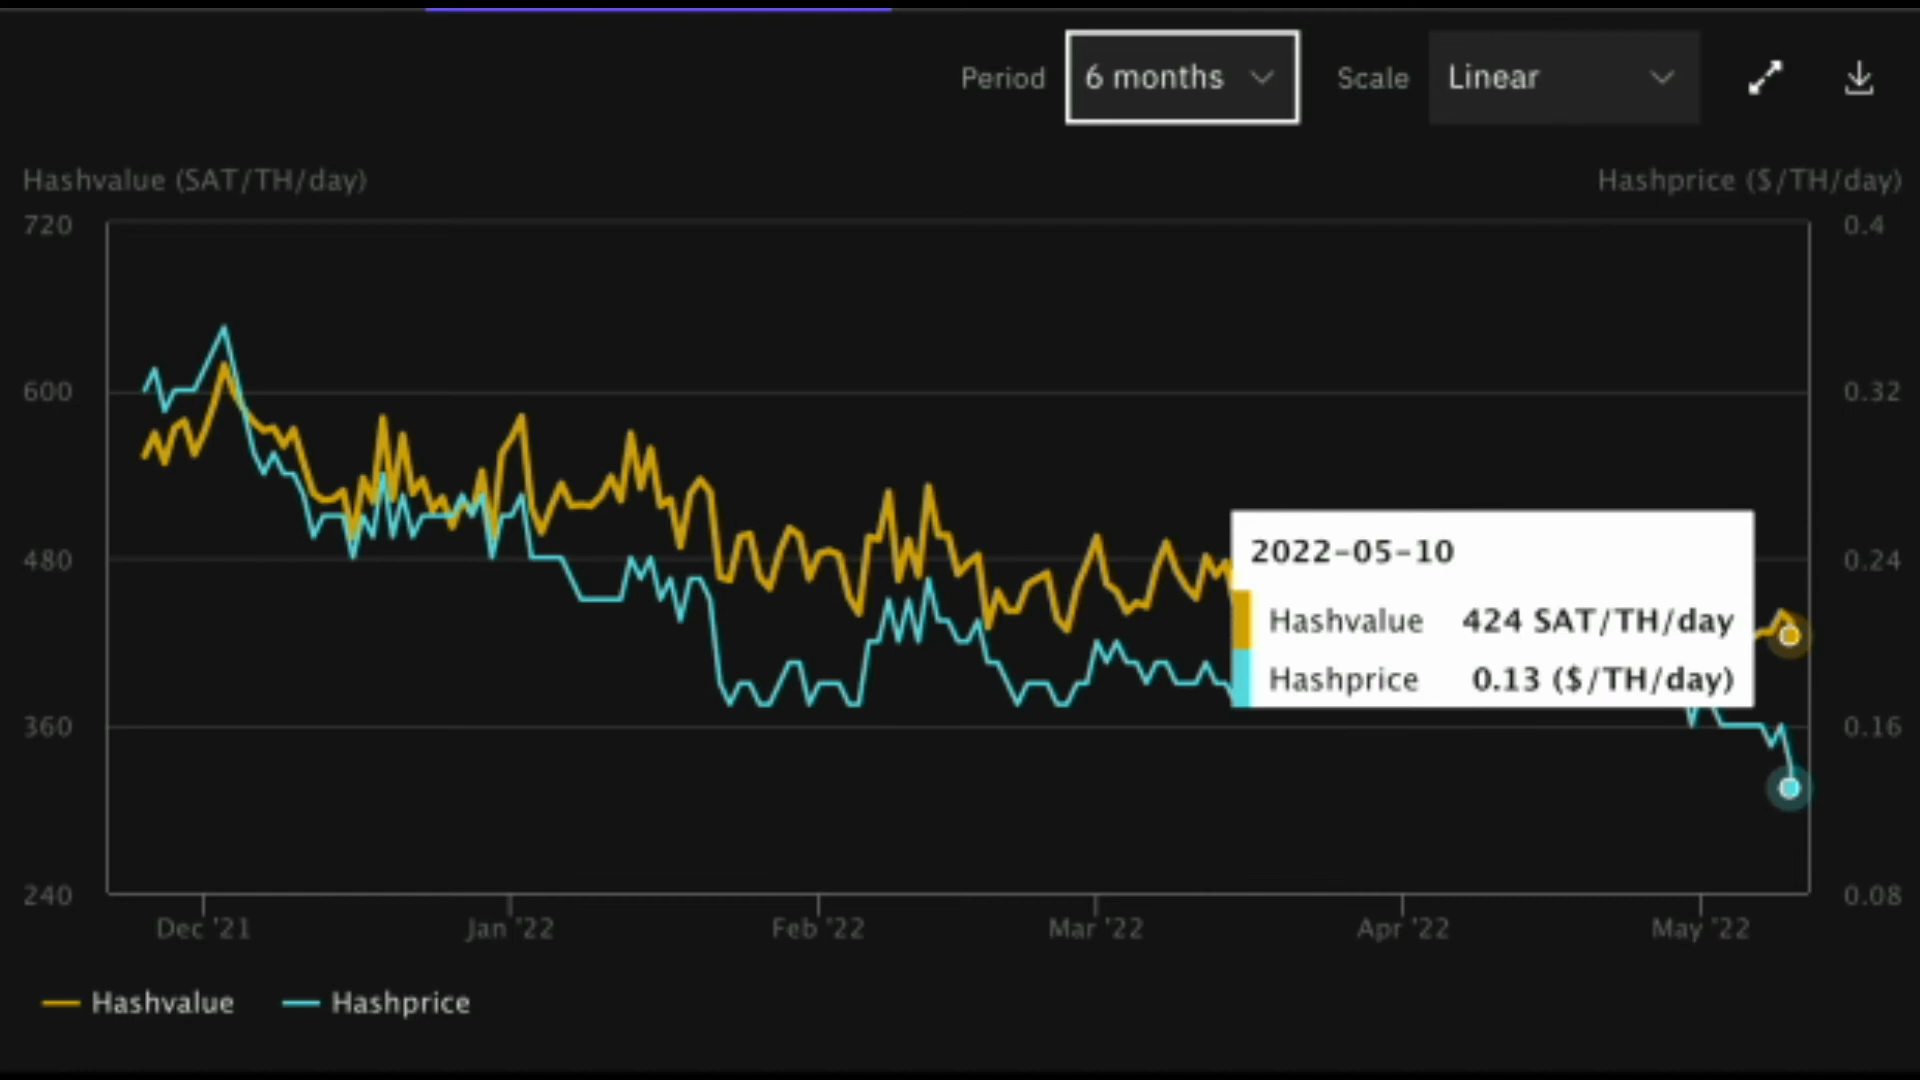 Period 6 months Scale Linear
Hashvalue (SAT/TH/day) Hashprice ($/TH/day)
720 0.4
600 0.32
480 0.24
360 0.16
240 0.08
2022-05-10
Hashvalue 424 SAT/TH/day
Hashprice 0.13 ($/TH/day)
Dec '21 Jan '22 Feb '22 Mar '22 Apr '22 May '22
Hashvalue Hashprice